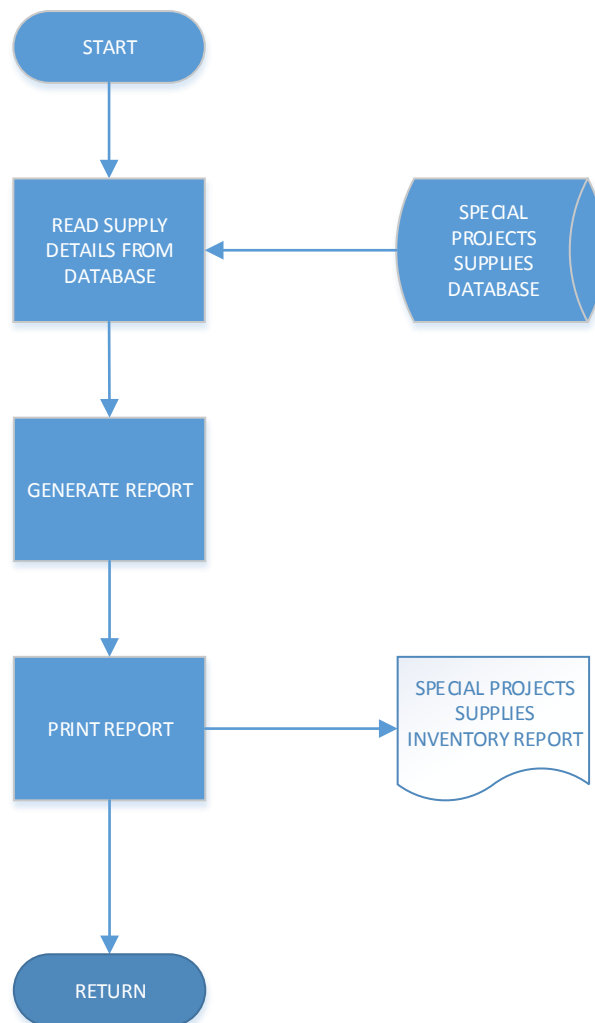 START
READ SUPPLY
DETAILS FROM
DATABASE
SPECIAL
PROJECTS
SUPPLIES
DATABASE
GENERATE REPORT
PRINT REPORT
SPECIAL PROJECTS
SUPPLIES
INVENTORY REPORT
RETURN